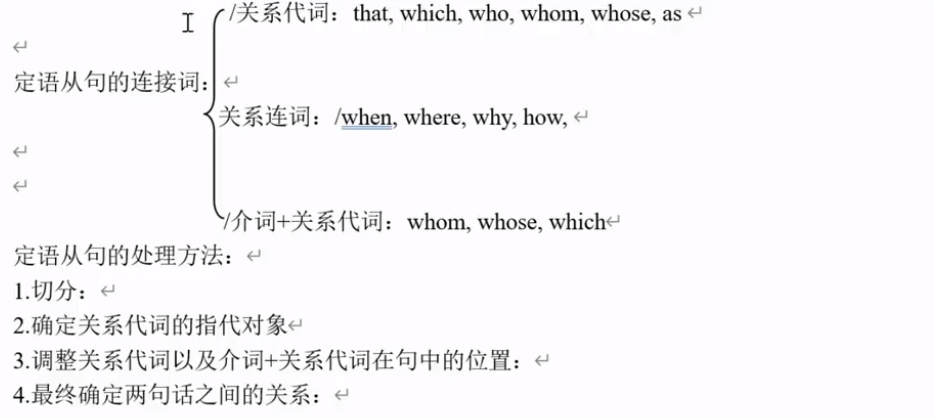 /关系代词：that, which, who, whom, whose, as
定语从句的连接词：
关系连词：/when, where, why, how,
/介词+关系代词：whom, whose, which
定语从句的处理方法：
1.切分：
2.确定关系代词的指代对象
3.调整关系代词以及介词+关系代词在句中的位置：
4.最终确定两句话之间的关系：